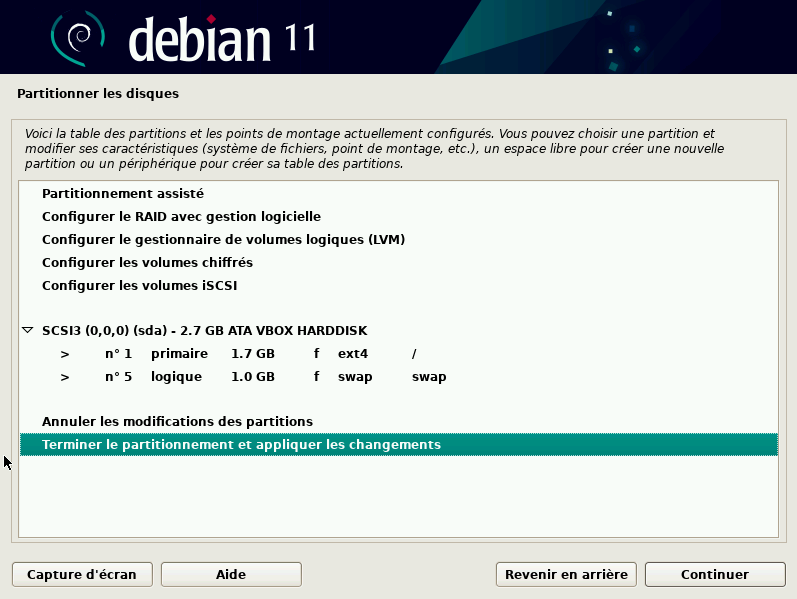 debian 11
Partitionner les disques
Voici la table des partitions et les points de montage actuellement configurés. Vous pouvez choisir une partition et
modifier ses caractéristiques (système de fichiers, point de montage, etc.), un espace libre pour créer une nouvelle
partition ou un périphérique pour créer sa table des partitions.
Partitionnement assisté
Configurer le RAID avec gestion logicielle
Configurer le gestionnaire de volumes logiques (LVM)
Configurer les volumes chiffrés
Configurer les volumes iSCSI
SCSI3 (0,0,0) (sda) - 2.7 GB ATA VBOX HARDDISK
> n° 1 primaire 1.7 GB f ext4 /
> n° 5 logique 1.0 GB f swap swap
Annuler les modifications des partitions
Terminer le partitionnement et appliquer les changements
Capture d'écran Aide Revenir en arrière Continuer